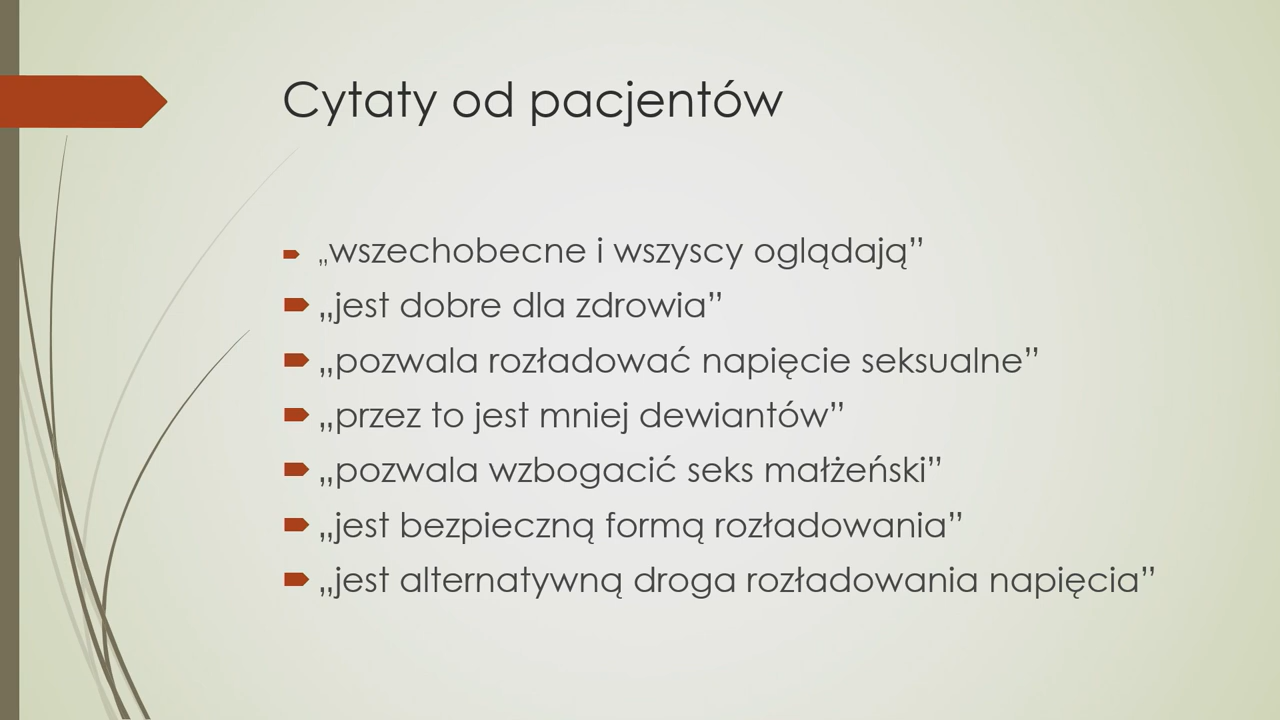 Cytaty od pacjentów
„wszechobecne i wszyscy oglądają”
„jest dobre dla zdrowia”
„pozwala rozładować napięcie seksualne”
„przez to jest mniej dewiantów”
„pozwala wzbogacić seks małżeński”
„jest bezpieczną formą rozładowania”
„jest alternatywną droga rozładowania napięcia”